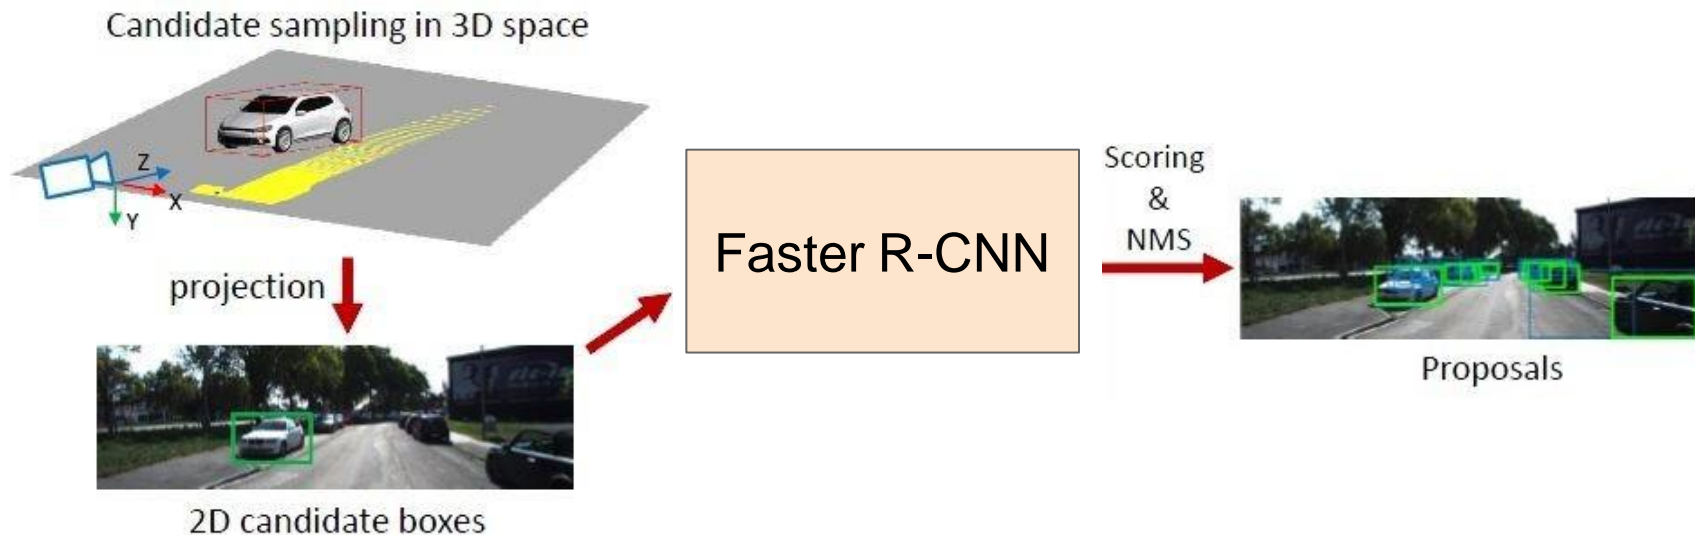 Candidate sampling in 3D space
Z
X
Y
projection
2D candidate boxes
Faster R-CNN
Scoring
&
NMS
Proposals